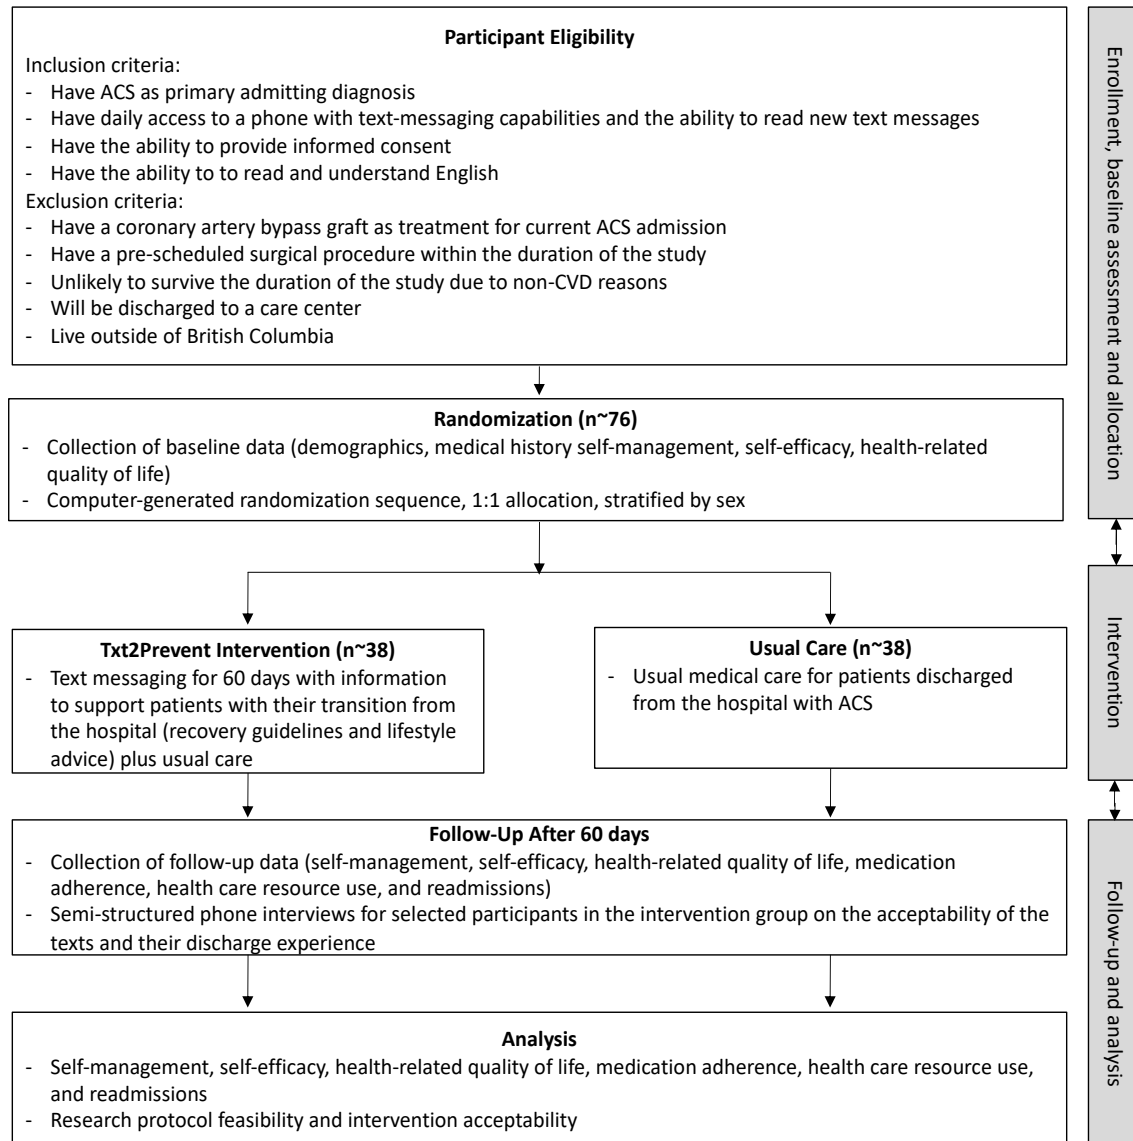 Participant Eligibility
Inclusion criteria:
- Have ACS as primary admitting diagnosis
- Have daily access to a phone with text-messaging capabilities and the ability to read new text messages
- Have the ability to provide informed consent
- Have the ability to to read and understand English
Exclusion criteria:
- Have a coronary artery bypass graft as treatment for current ACS admission
- Have a pre-scheduled surgical procedure within the duration of the study
- Unlikely to survive the duration of the study due to non-CVD reasons
- Will be discharged to a care center
- Live outside of British Columbia
Randomization (n~76)
- Collection of baseline data (demographics, medical history self-management, self-efficacy, health-related
quality of life)
- Computer-generated randomization sequence, 1:1 allocation, stratified by sex
Enrollment, baseline assessment and allocation
Txt2Prevent Intervention (n~38)
- Text messaging for 60 days with information
to support patients with their transition from
the hospital (recovery guidelines and lifestyle
advice) plus usual care
Usual Care (n~38)
- Usual medical care for patients discharged
from the hospital with ACS
Intervention
Follow-Up After 60 days
- Collection of follow-up data (self-management, self-efficacy, health-related quality of life, medication
adherence, health care resource use, and readmissions)
- Semi-structured phone interviews for selected participants in the intervention group on the acceptability of the
texts and their discharge experience
Analysis
- Self-management, self-efficacy, health-related quality of life, medication adherence, health care resource use,
and readmissions
- Research protocol feasibility and intervention acceptability
Follow-up and analysis